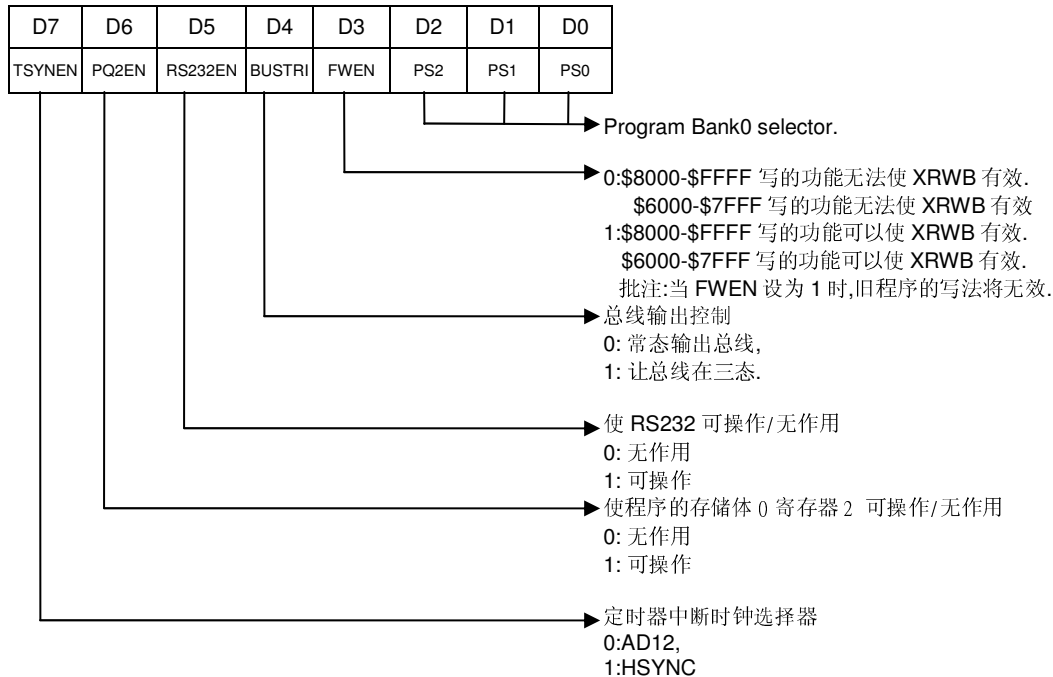 D7 D6 D5 D4 D3 D2 D1 D0
TSYNEN PQ2EN RS232EN BUSTRI FWEN PS2 PS1 PS0
Program Bank0 selector.
0:$8000-$FFFF 写的功能无法使 XRWB 有效.
$6000-$7FFF 写的功能无法使 XRWB 有效
1:$8000-$FFFF 写的功能可以使 XRWB 有效.
$6000-$7FFF 写的功能可以使 XRWB 有效.
批注:当 FWEN 设为 1 时,旧程序的写法将无效.
总线输出控制
0: 常态输出总线,
1: 让总线在三态.
使 RS232 可操作/无作用
0: 无作用
1: 可操作
使程序的存储体 0 寄存器 2 可操作/无作用
0: 无作用
1: 可操作
定时器中断时钟选择器
0:AD12,
1:HSYNC